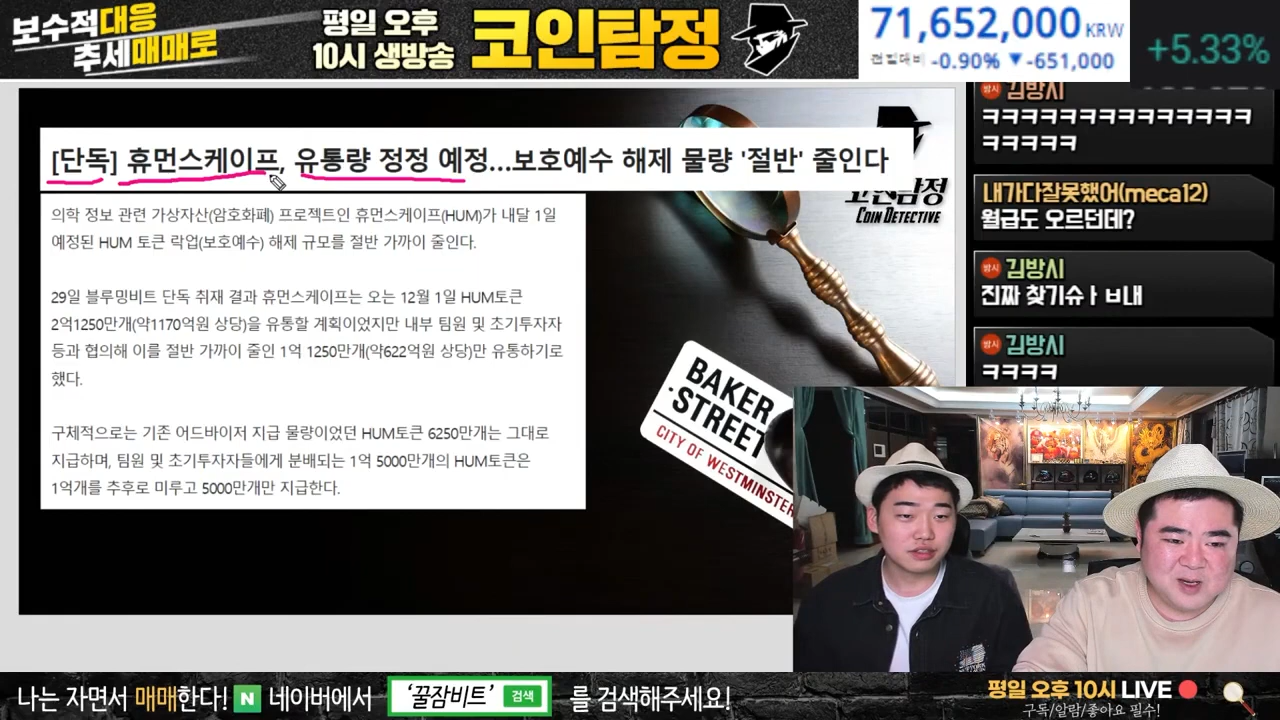 보수적대응
추세매매로
평일 오후
10시 생방송
코인탐정
71,652,000 KRW
전일대비 -0.90% ▼-651,000
+5.33%
[단독] 휴먼스케이프, 유통량 정정 예정...보호예수 해제 물량 '절반' 줄인다
의학 정보 관련 가상자산(암호화폐) 프로젝트인 휴먼스케이프(HUM)가 내달 1일
예정된 HUM 토큰 락업(보호예수) 해제 규모를 절반 가까이 줄인다.
29일 블루밍비트 단독 취재 결과 휴먼스케이프는 오는 12월 1일 HUM토큰
2억1250만개(약1170억원 상당)을 유통할 계획이었지만 내부 팀원 및 초기투자자
등과 협의해 이를 절반 가까이 줄인 1억 1250만개(약622억원 상당)만 유통하기로
했다.
구체적으로는 기존 어드바이저 지급 물량이었던 HUM토큰 6250만개는 그대로
지급하며, 팀원 및 초기투자자들에게 분배되는 1억 5000만개의 HUM토큰은
1억개를 추후로 미루고 5000만개만 지급한다.
코인탐정
COIN DETECTIVE
BAKER
STREET
CITY OF WESTMINSTER
방시 김방시
ㅋㅋㅋㅋㅋㅋㅋㅋㅋㅋㅋㅋㅋㅋ
ㅋㅋㅋㅋㅋ
내가다잘못했어(meca12)
월급도 오르던데?
방시 김방시
진짜 찾기슈ㅏㅂ내
방시 김방시
ㅋㅋㅋㅋ
나는 자면서 매매한다! N 네이버에서 '꿀잠비트' 검색 를 검색해주세요!
평일 오후 10시 LIVE
구독/알람/좋아요 필수!